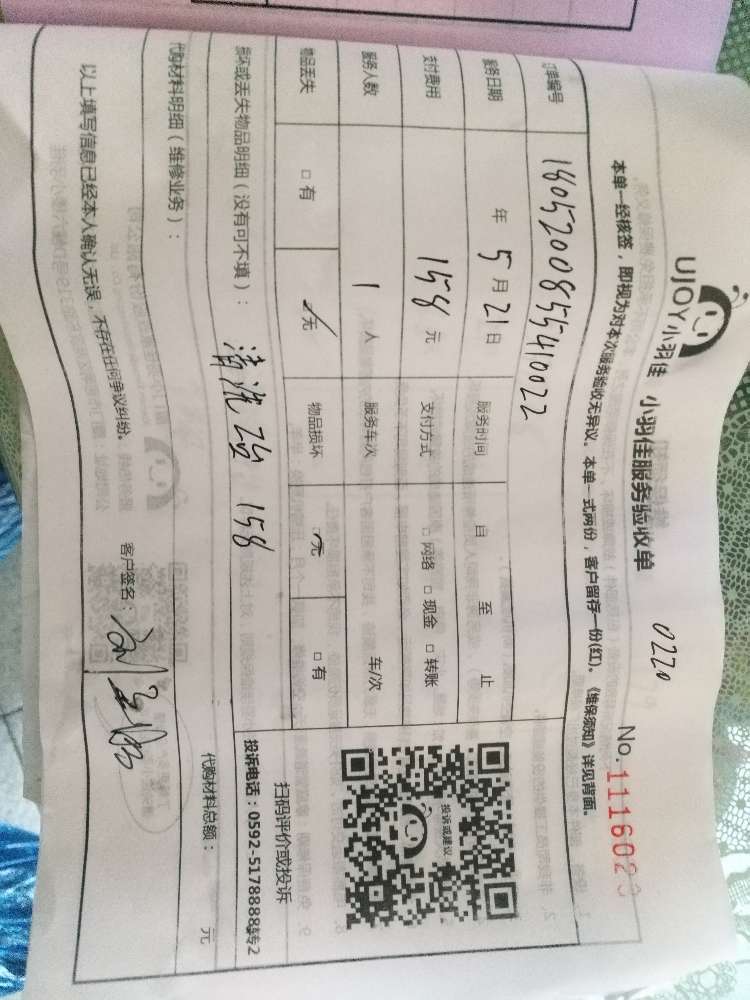 UJOY小羽佳 小羽佳服务验收单
0220
No.1116023
本单一经核签，即视为对本次服务验收无异议。本单一式两份，客户留存一份(红)。《维保须知》详见背面。
订单编号 1805200855410022
服务日期 年 5 月 21 日 服务时间 自 至 止
支付费用 158 元 支付方式 □ 网络 □ 现金 □ 转账
服务人数 1 人 服务车次 车/次
物品丢失 □ 有 □无 物品损坏 □无 □ 有
损坏或丢失物品明细（没有可不填）： 清洗 158
投诉或建议
扫码评价或投诉
投诉电话：0592-5178888转2
代购材料明细（维修业务）： 代购材料总额： 元
以上填写信息已经本人确认无误，不存在任何争议纠纷。 客户签名：